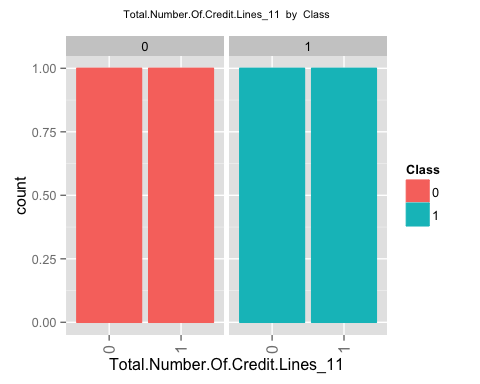 Total.Number.Of.Credit.Lines_11 by Class
0 1
1.00
0.75
0.50
0.25
0.00
count
0 1 0 1
Total.Number.Of.Credit.Lines_11
Class
0
1